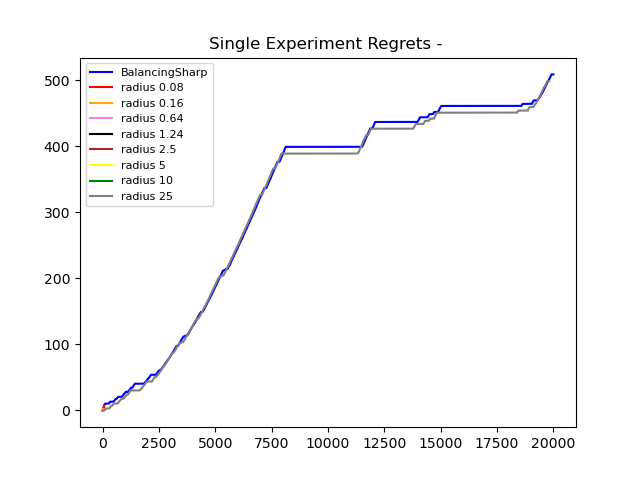 Single Experiment Regrets -
BalancingSharp
radius 0.08
radius 0.16
radius 0.64
radius 1.24
radius 2.5
radius 5
radius 10
radius 25
500
400
300
200
100
0
0 2500 5000 7500 10000 12500 15000 17500 20000